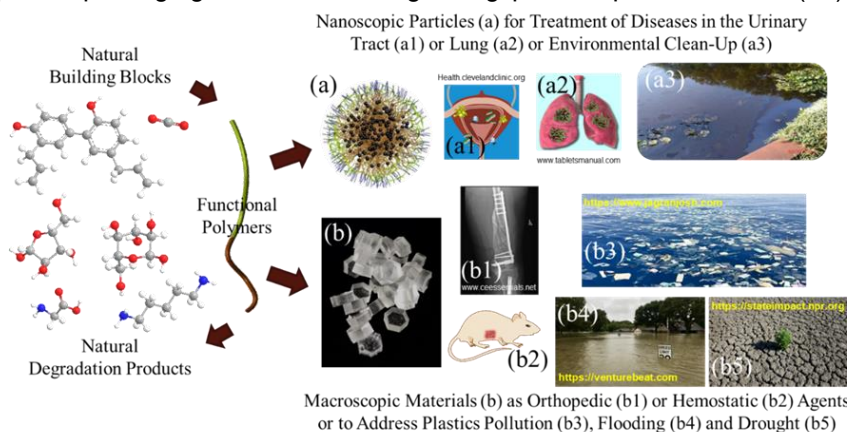 Nanoscopic Particles (a) for Treatment of Diseases in the Urinary
Tract (a1) or Lung (a2) or Environmental Clean-Up (a3)
Natural
Building Blocks
(a)
Health.clevelandclinic.org
(a1)
(a2)
www.tabletsmanual.com
(a3)
Functional
Polymers
(b)
(b1)
www.ceessentials.net
(b2)
https://www.jagranjosh.com
(b3)
(b4)
https://venturebeat.com
https://stateimpact.npr.org
(b5)
Natural
Degradation Products
Macroscopic Materials (b) as Orthopedic (b1) or Hemostatic (b2) Agents
or to Address Plastics Pollution (b3), Flooding (b4) and Drought (b5)